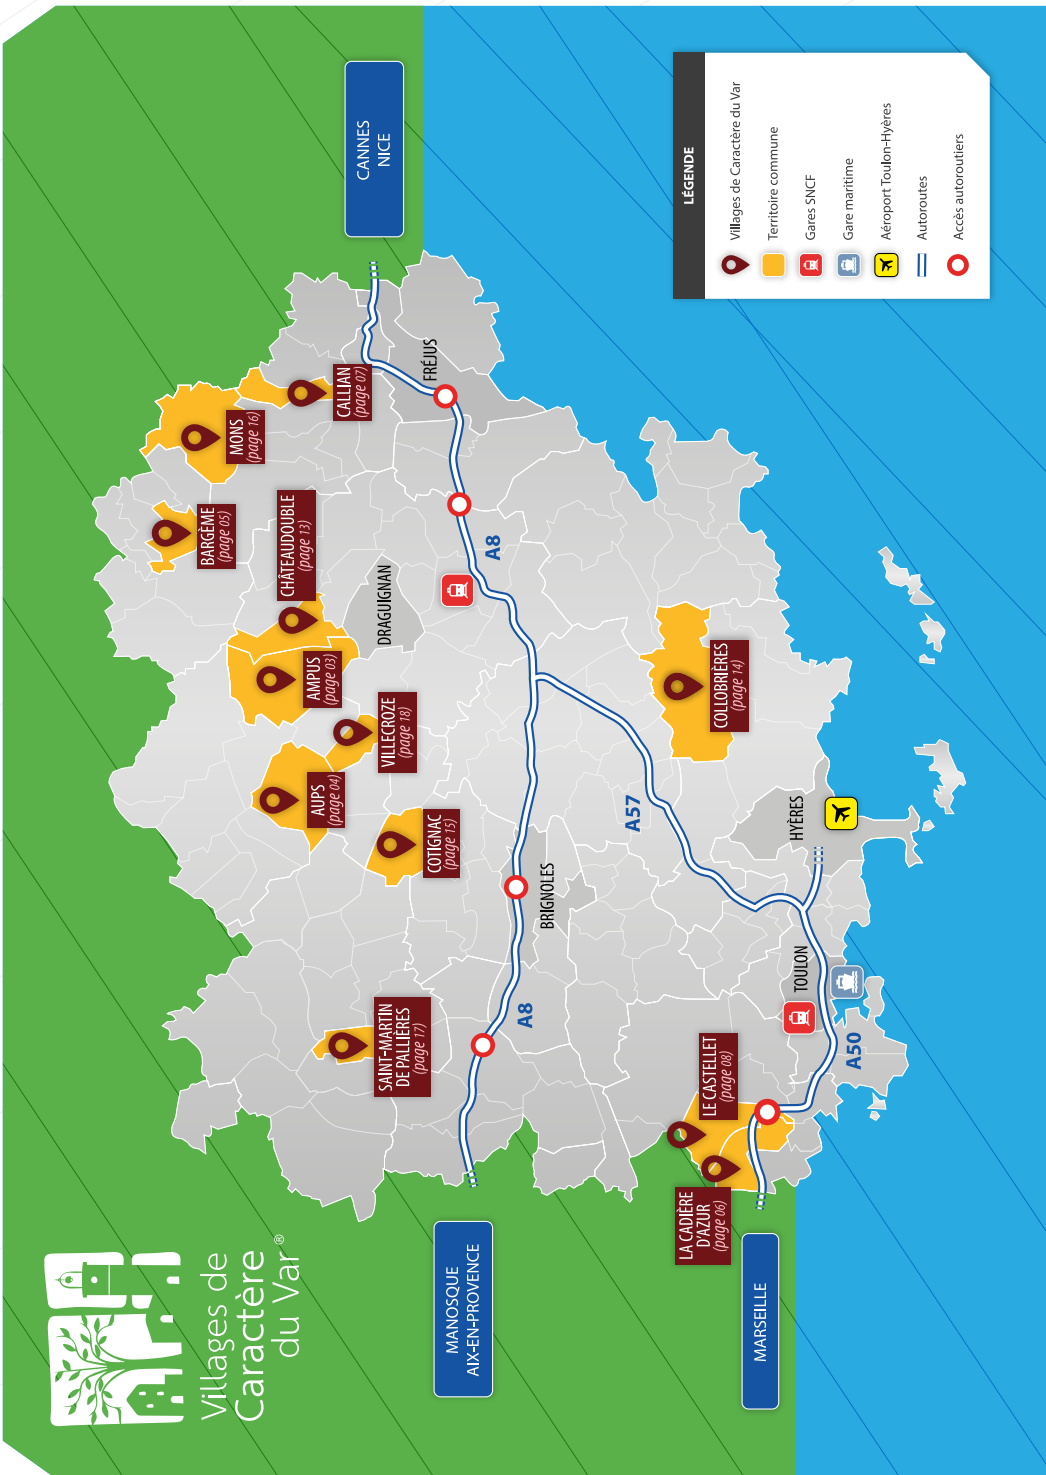 Villages de
Caractère
du Var®
MANOSQUE
AIX-EN-PROVENCE
MARSEILLE
CANNES
NICE
SAINT-MARTIN
DE PALLIÈRES
(page 17)
COTIGNAC
(page 15)
AUPS
(page 04)
VILLECROZE
(page 18)
AMPUS
(page 03)
CHÂTEAUDOUBLE
(page 13)
BARGÈME
(page 05)
MONS
(page 16)
CALLIAN
(page 07)
FRÉJUS
DRAGUIGNAN
A8
A8
BRIGNOLES
A57
COLLOBRIÈRES
(page 14)
HYÈRES
TOULON
A50
LE CASTELLET
(page 08)
LA CADIÈRE
D'AZUR
(page 06)
LÉGENDE
Villages de Caractère du Var
Territoire commune
Gares SNCF
Gare maritime
Aéroport Toulon-Hyères
Autoroutes
Accès autoroutiers